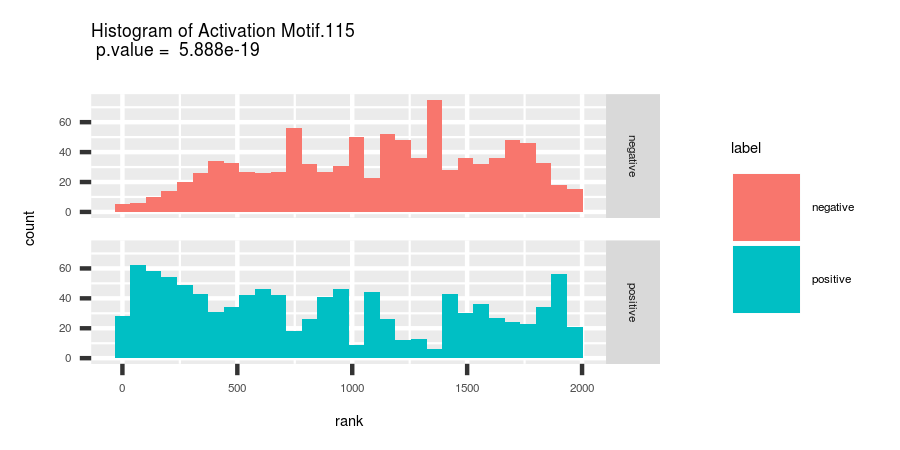 Histogram of Activation Motif.115
p.value =  5.888e-19
count
60
40
20
0
negative
60
40
20
0
positive
0
500
1000
1500
2000
rank
label
negative
positive